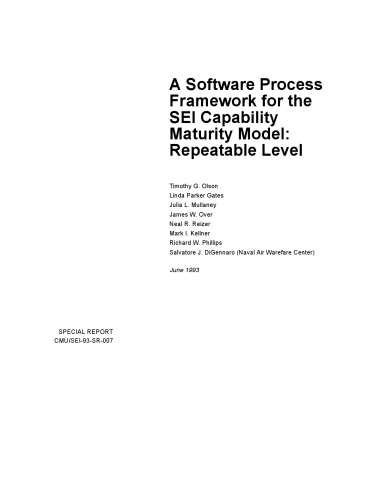 A Software Process
Framework for the
SEI Capability
Maturity Model:
Repeatable Level
Timothy G. Olson
Linda Parker Gates
Julia L. Mullaney
James W. Over
Neal R. Reizer
Mark I. Kellner
Richard W. Phillips
Salvatore J. DiGennaro (Naval Air Warefare Center)
June 1993
SPECIAL REPORT
CMU/SEI-93-SR-007